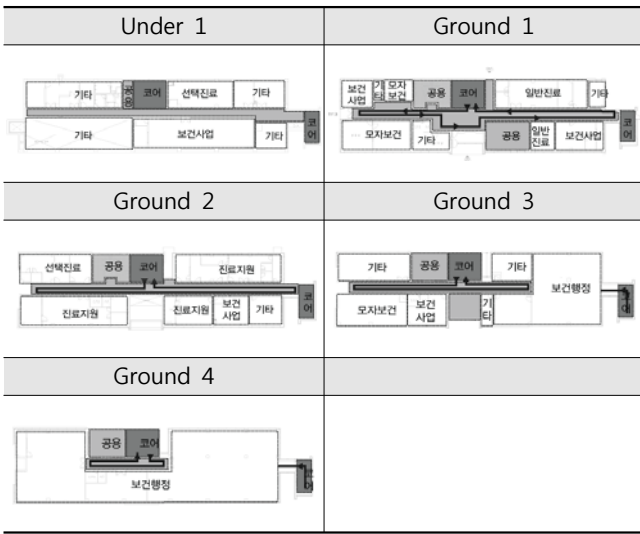 Under 1
Ground 1
기타
공용
코어
선택진료
기타
기타
보건사업
기타
코어
보건
사업
기타
모자
보건
공용
코어
일반진료
기타
모자보건
기타
공용
일반
진료
보건사업
코어
Ground 2
Ground 3
선택진료
공용
코어
진료지원
진료지원
진료지원
보건
사업
기타
코어
기타
공용
코어
기타
보건행정
모자보건
보건
사업
기타
Ground 4
공용
코어
보건행정